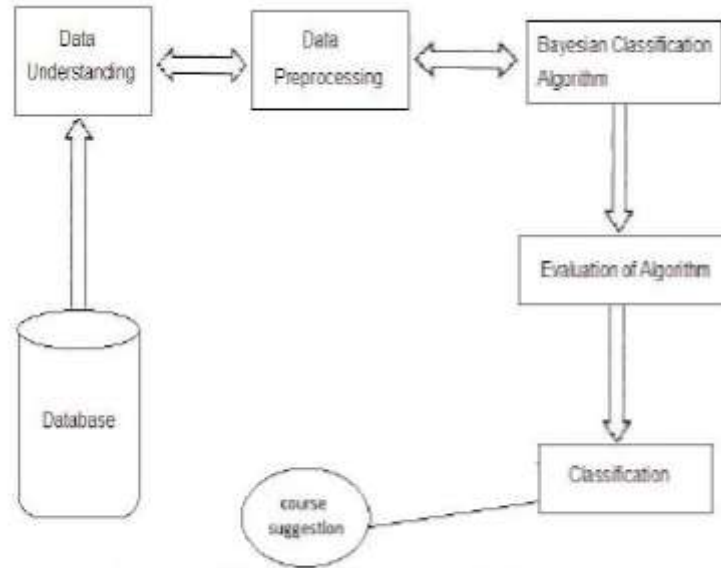 Data
Understanding
Data
Preprocessing
Bayesian Classification
Algorithm
Evaluation of Algorithm
Database
Classification
course
suggestion